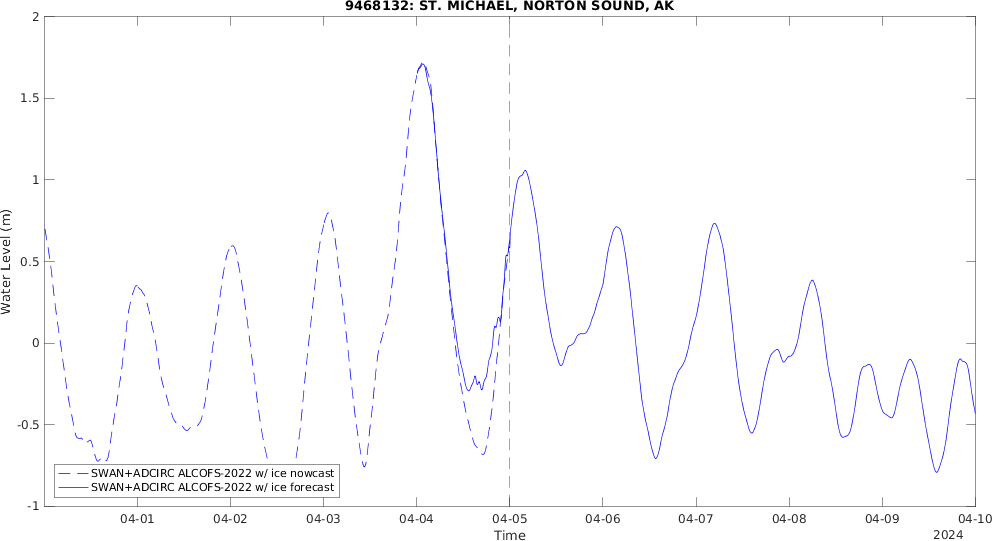 9468132: ST. MICHAEL, NORTON SOUND, AK
2
1.5
1
0.5
0
-0.5
-1
Water Level (m)
SWAN+ADCIRC ALCOFS-2022 w/ ice nowcast
SWAN+ADCIRC ALCOFS-2022 w/ ice forecast
04-01 04-02 04-03 04-04 04-05 04-06 04-07 04-08 04-09 04-10
Time
2024